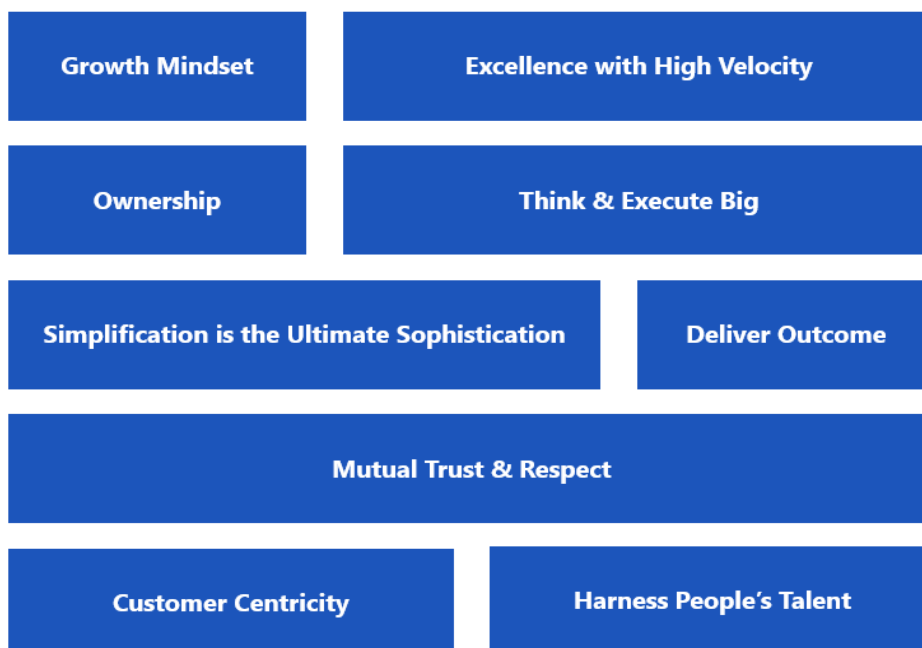 Growth Mindset
Excellence with High Velocity
Ownership
Think & Execute Big
Simplification is the Ultimate Sophistication
Deliver Outcome
Mutual Trust & Respect
Customer Centricity
Harness People’s Talent